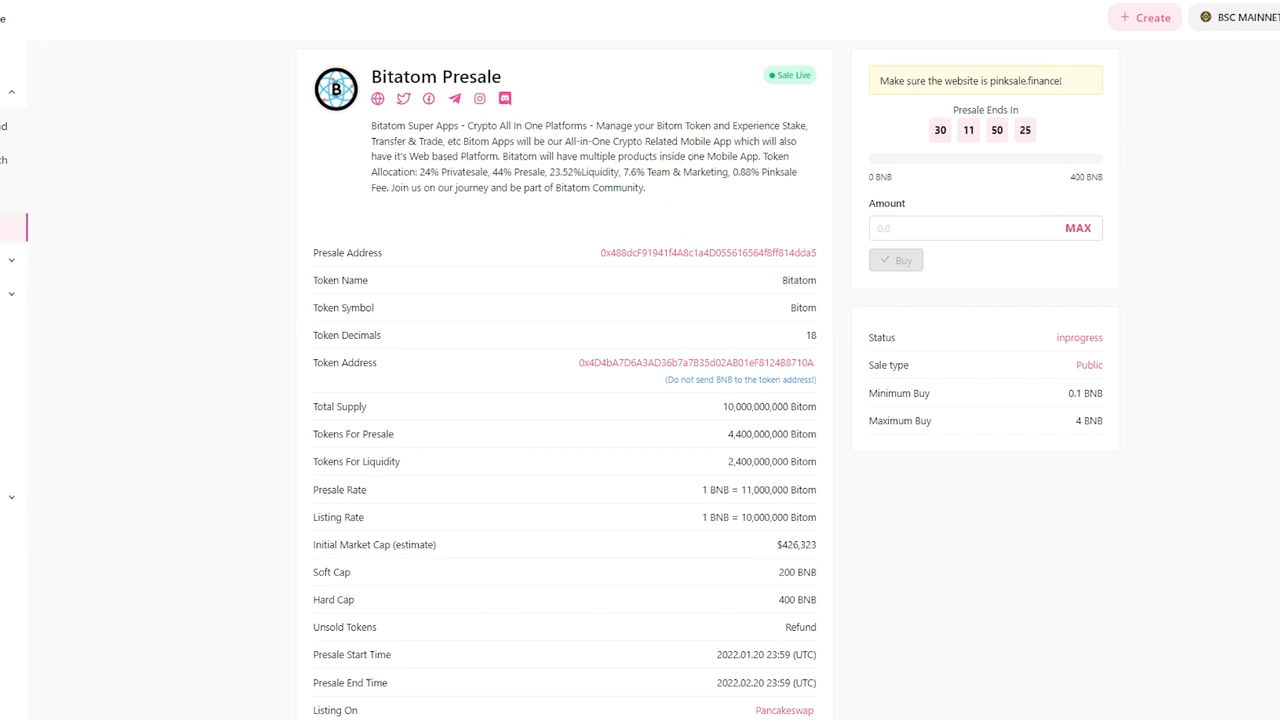 e
+ Create
BSC MAINNET
d
ch
Bitatom Presale
Sale Live
Bitatom Super Apps - Crypto All In One Platforms - Manage your Bitom Token and Experience Stake,
Transfer & Trade, etc Bitom Apps will be our All-in-One Crypto Related Mobile App which will also
have it's Web based Platform. Bitatom will have multiple products inside one Mobile App. Token
Allocation: 24% Privatesale, 44% Presale, 23.52%Liquidity, 7.6% Team & Marketing, 0.88% Pinksale
Fee. Join us on our journey and be part of Bitatom Community.
Presale Address 0x488dcF91941f4A8c1a4D055616564f8ff814dda5
Token Name Bitatom
Token Symbol Bitom
Token Decimals 18
Token Address 0x4D4bA7D6A3AD36b7a7B35d02AB01eF812488710A
(Do not send BNB to the token address!)
Total Supply 10,000,000,000 Bitom
Tokens For Presale 4,400,000,000 Bitom
Tokens For Liquidity 2,400,000,000 Bitom
Presale Rate 1 BNB = 11,000,000 Bitom
Listing Rate 1 BNB = 10,000,000 Bitom
Initial Market Cap (estimate) $426,323
Soft Cap 200 BNB
Hard Cap 400 BNB
Unsold Tokens Refund
Presale Start Time 2022.01.20 23:59 (UTC)
Presale End Time 2022.02.20 23:59 (UTC)
Listing On Pancakeswap
Make sure the website is pinksale.finance!
Presale Ends In
30 11 50 25
0 BNB 400 BNB
Amount
0.0 MAX
Buy
Status inprogress
Sale type Public
Minimum Buy 0.1 BNB
Maximum Buy 4 BNB